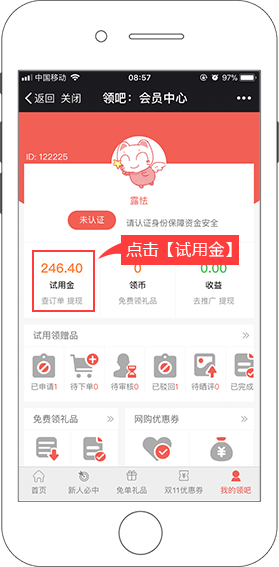 中国移动 08:57 97%
返回 关闭 领吧：会员中心
ID: 122225
露怯
未认证 请认证身份保障资金安全
点击【试用金】
246.40 0 0.00
试用金 领币 收益
查订单 提现 免费领礼品 去推广 提现
试用领赠品
已申请1 待下单0 待审核0 已驳回1 待晒评0 已完成
免费领礼品 网购优惠券
首页 新人必中 免单礼品 双11优惠券 我的领吧